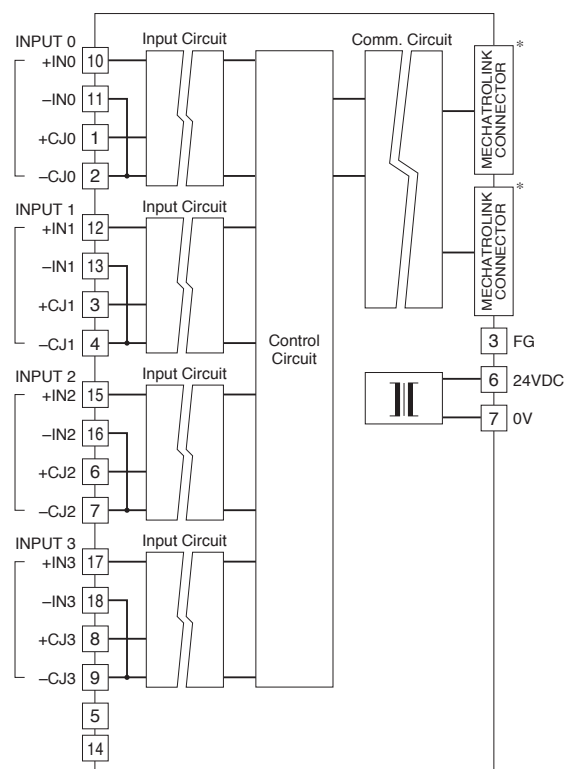 INPUT 0
Input Circuit
Comm. Circuit
+IN0 10
–IN0 11
+CJ0 1
–CJ0 2
MECHATROLINK
CONNECTOR
*
INPUT 1
Input Circuit
+IN1 12
–IN1 13
+CJ1 3
–CJ1 4
MECHATROLINK
CONNECTOR
*
Control
Circuit
3 FG
6 24VDC
7 0V
INPUT 2
Input Circuit
+IN2 15
–IN2 16
+CJ2 6
–CJ2 7
INPUT 3
Input Circuit
+IN3 17
–IN3 18
+CJ3 8
–CJ3 9
5
14